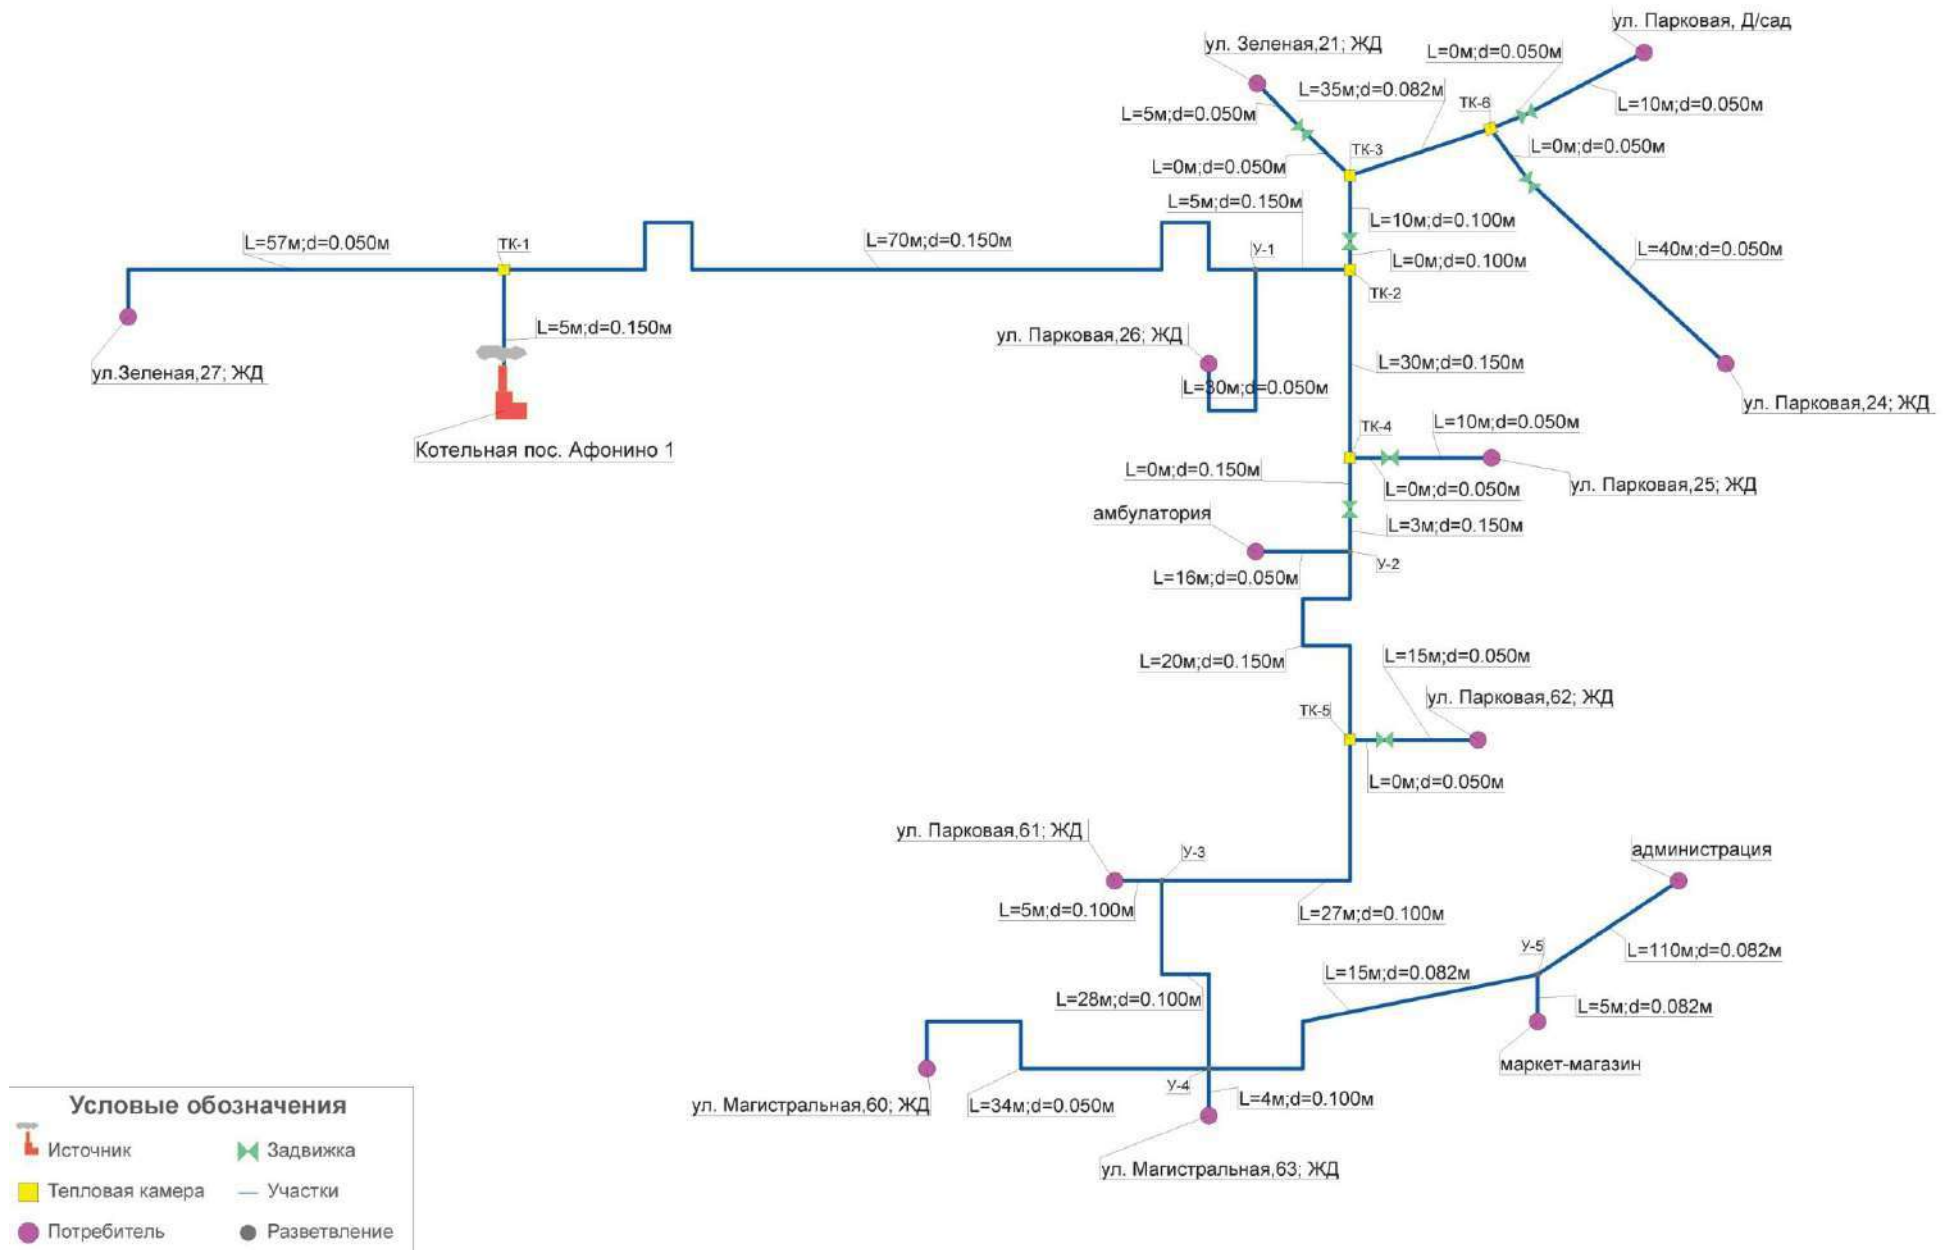 ул. Парковая, Д/сад
ул. Зеленая,21; ЖД
L=0м;d=0.050м
L=35м;d=0.082м
ТК-6
L=10м;d=0.050м
L=5м;d=0.050м
L=0м;d=0.050м
ТК-3
L=0м;d=0.050м
L=5м;d=0.150м
L=10м;d=0.100м
L=57м;d=0.050м
ТК-1
L=70м;d=0.150м
У-1
L=0м;d=0.100м
L=40м;d=0.050м
ТК-2
L=5м;d=0.150м
ул. Парковая,26; ЖД
ул.Зеленая,27; ЖД
L=30м;d=0.050м
L=30м;d=0.150м
ул. Парковая,24; ЖД
Котельная пос. Афонино 1
ТК-4
L=10м;d=0.050м
L=0м;d=0.150м
L=0м;d=0.050м
ул. Парковая,25; ЖД
амбулатория
L=3м;d=0.150м
У-2
L=16м;d=0.050м
L=20м;d=0.150м
L=15м;d=0.050м
ул. Парковая,62; ЖД
ТК-5
L=0м;d=0.050м
ул. Парковая,61; ЖД
У-3
администрация
L=5м;d=0.100м
L=27м;d=0.100м
У-5
L=110м;d=0.082м
L=15м;d=0.082м
L=28м;d=0.100м
L=5м;d=0.082м
маркет-магазин
У-4
ул. Магистральная,60; ЖД
L=34м;d=0.050м
L=4м;d=0.100м
ул. Магистральная,63; ЖД
Условые обозначения
Источник
Задвижка
Тепловая камера
Участки
Потребитель
Разветвление